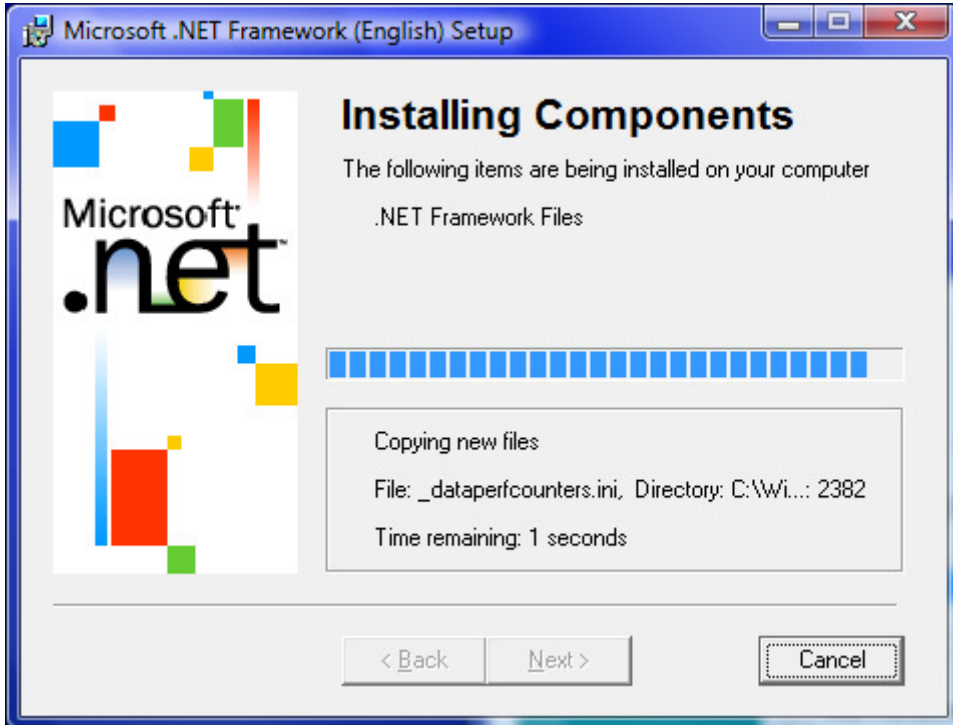 Microsoft .NET Framework (English) Setup
Installing Components
The following items are being installed on your computer
.NET Framework Files
Microsoft
.net™
Copying new files
File: _dataperfcounters.ini, Directory: C:\Wi...: 2382
Time remaining: 1 seconds
< Back
Next >
Cancel